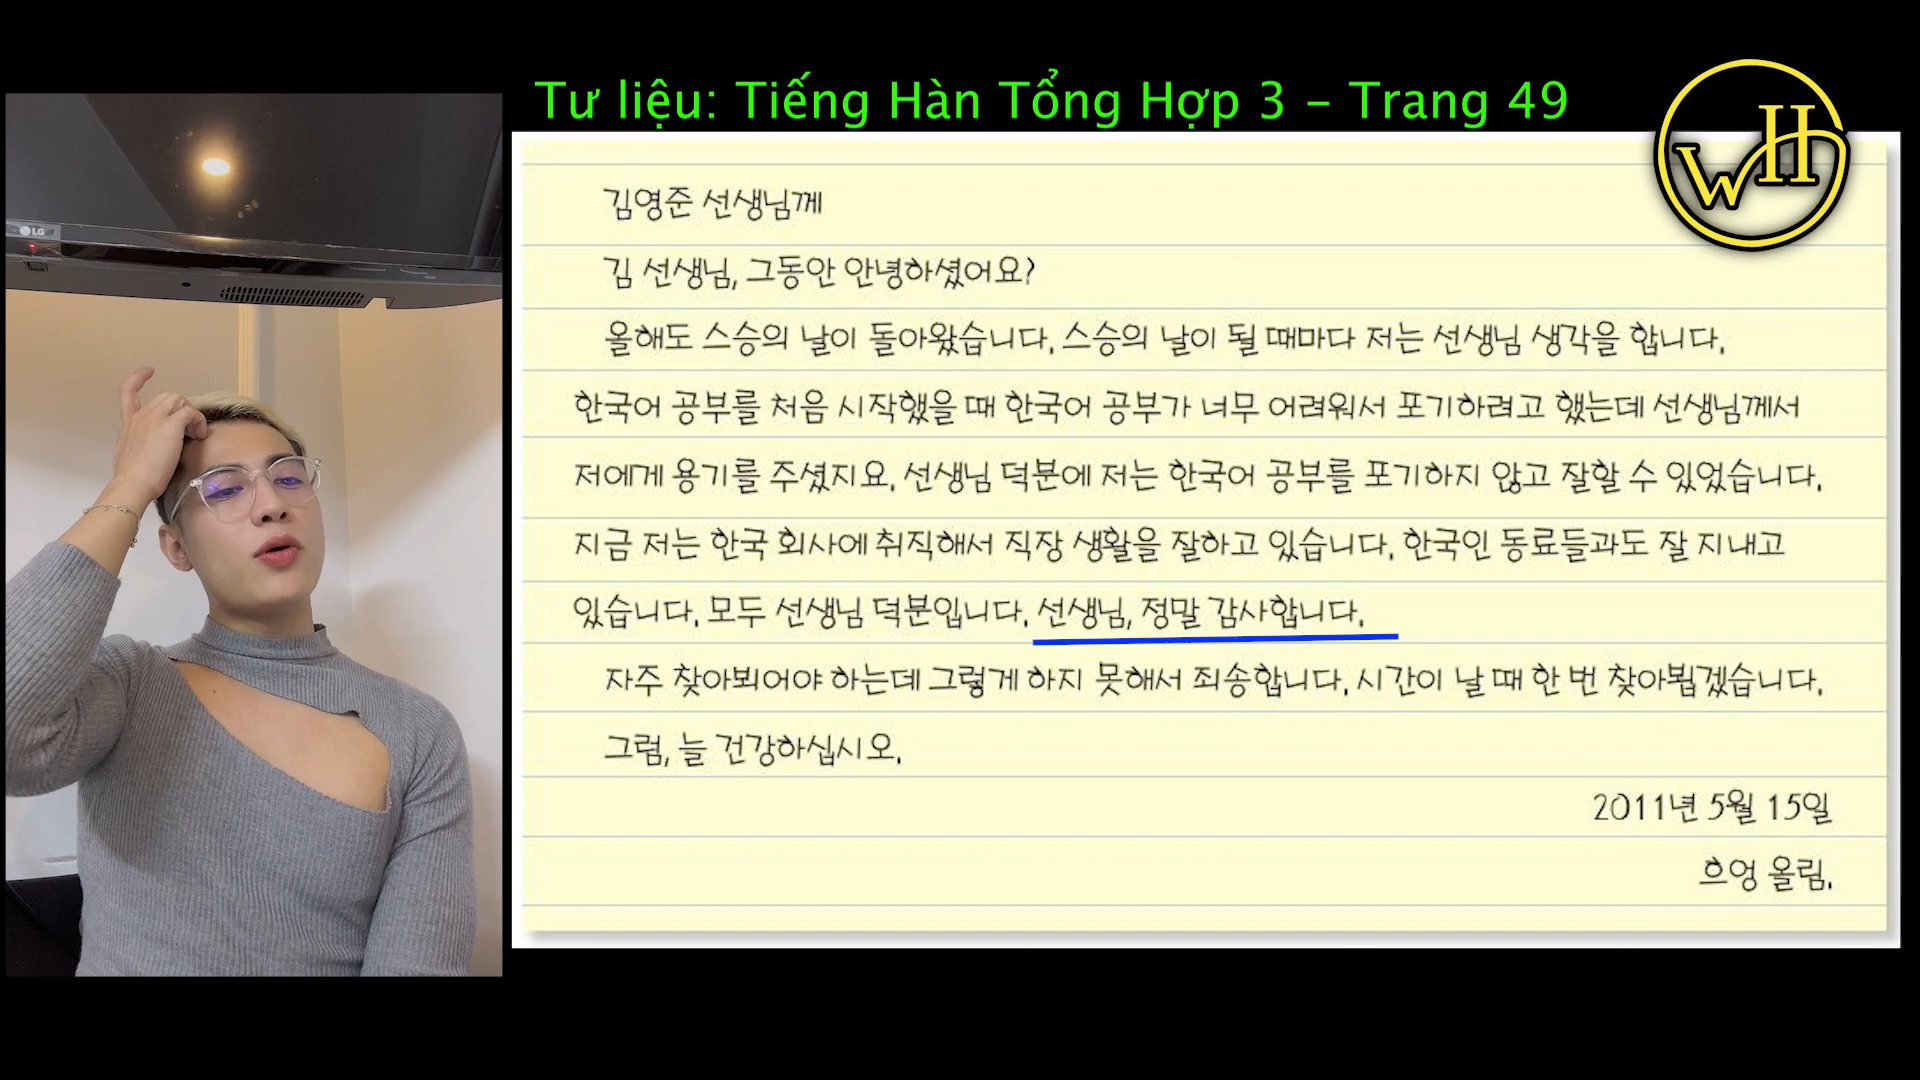 Tư liệu: Tiếng Hàn Tổng Hợp 3 – Trang 49
WH
LG
김영준 선생님께
김 선생님, 그동안 안녕하셨어요?
올해도 스승의 날이 돌아왔습니다. 스승의 날이 될 때마다 저는 선생님 생각을 합니다.
한국어 공부를 처음 시작했을 때 한국어 공부가 너무 어려워서 포기하려고 했는데 선생님께서
저에게 용기를 주셨지요. 선생님 덕분에 저는 한국어 공부를 포기하지 않고 잘할 수 있었습니다.
지금 저는 한국 회사에 취직해서 직장 생활을 잘하고 있습니다. 한국인 동료들과도 잘 지내고
있습니다. 모두 선생님 덕분입니다. 선생님, 정말 감사합니다.
자주 찾아뵈어야 하는데 그렇게 하지 못해서 죄송합니다. 시간이 날 때 한 번 찾아뵙겠습니다.
그럼, 늘 건강하십시오.
2011년 5월 15일
흐엉 올림.